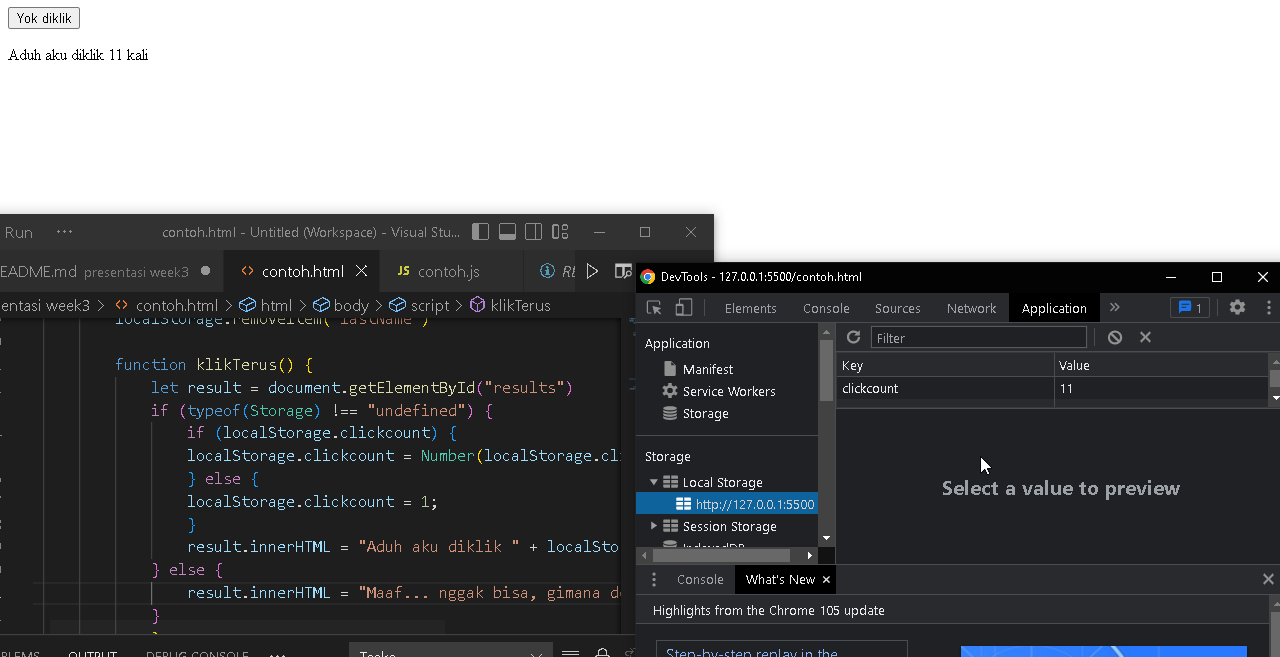 Yok diklik
Aduh aku diklik 11 kali
Run ··· contoh.html - Untitled (Workspace) - Visual Stu...
EADME.md presentasi week3 contoh.html JS contoh.js
entasi week3 > contoh.html > html > body > script > klikTerus
localStorage.removeItem("lastName")
function klikTerus() {
let result = document.getElementById("results")
if (typeof(Storage) !== "undefined") {
if (localStorage.clickcount) {
localStorage.clickcount = Number(localStorage.cl
} else {
localStorage.clickcount = 1;
}
result.innerHTML = "Aduh aku diklik " + localSto
} else {
result.innerHTML = "Maaf... nggak bisa, gimana d
}
}
BLEMS OUTPUT DEBUG CONSOLE ··· Tasks
DevTools - 127.0.0.1:5500/contoh.html
Elements Console Sources Network Application » 1
Application
Manifest
Service Workers
Storage
Storage
Local Storage
http://127.0.0.1:5500
Session Storage
IndexedDB
Filter
Key Value
clickcount 11
Select a value to preview
Console What's New
Highlights from the Chrome 105 update
Step-by-step replay in the